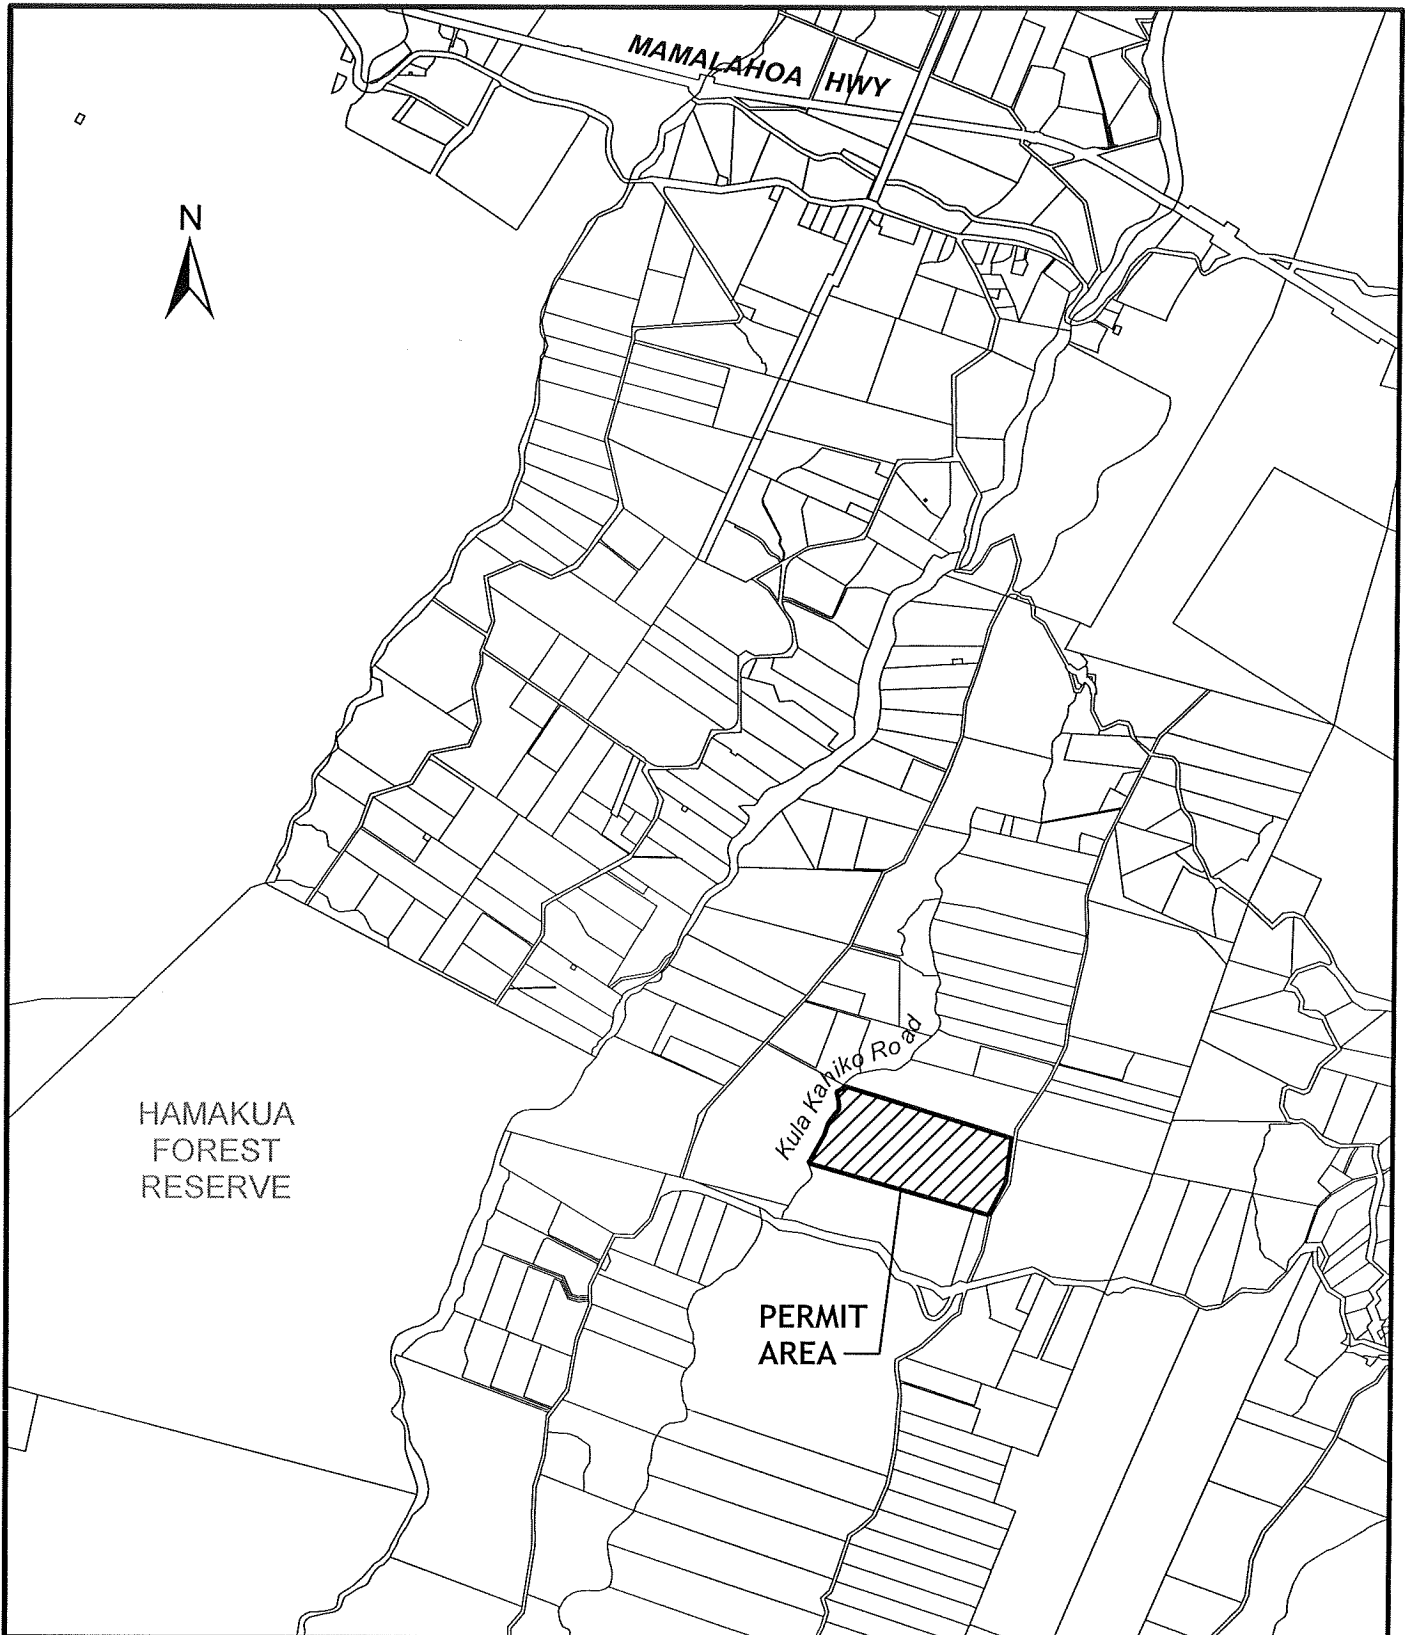 MAMALAHOA HWY
N
Kula Kahiko Road
HAMAKUA
FOREST
RESERVE
PERMIT
AREA